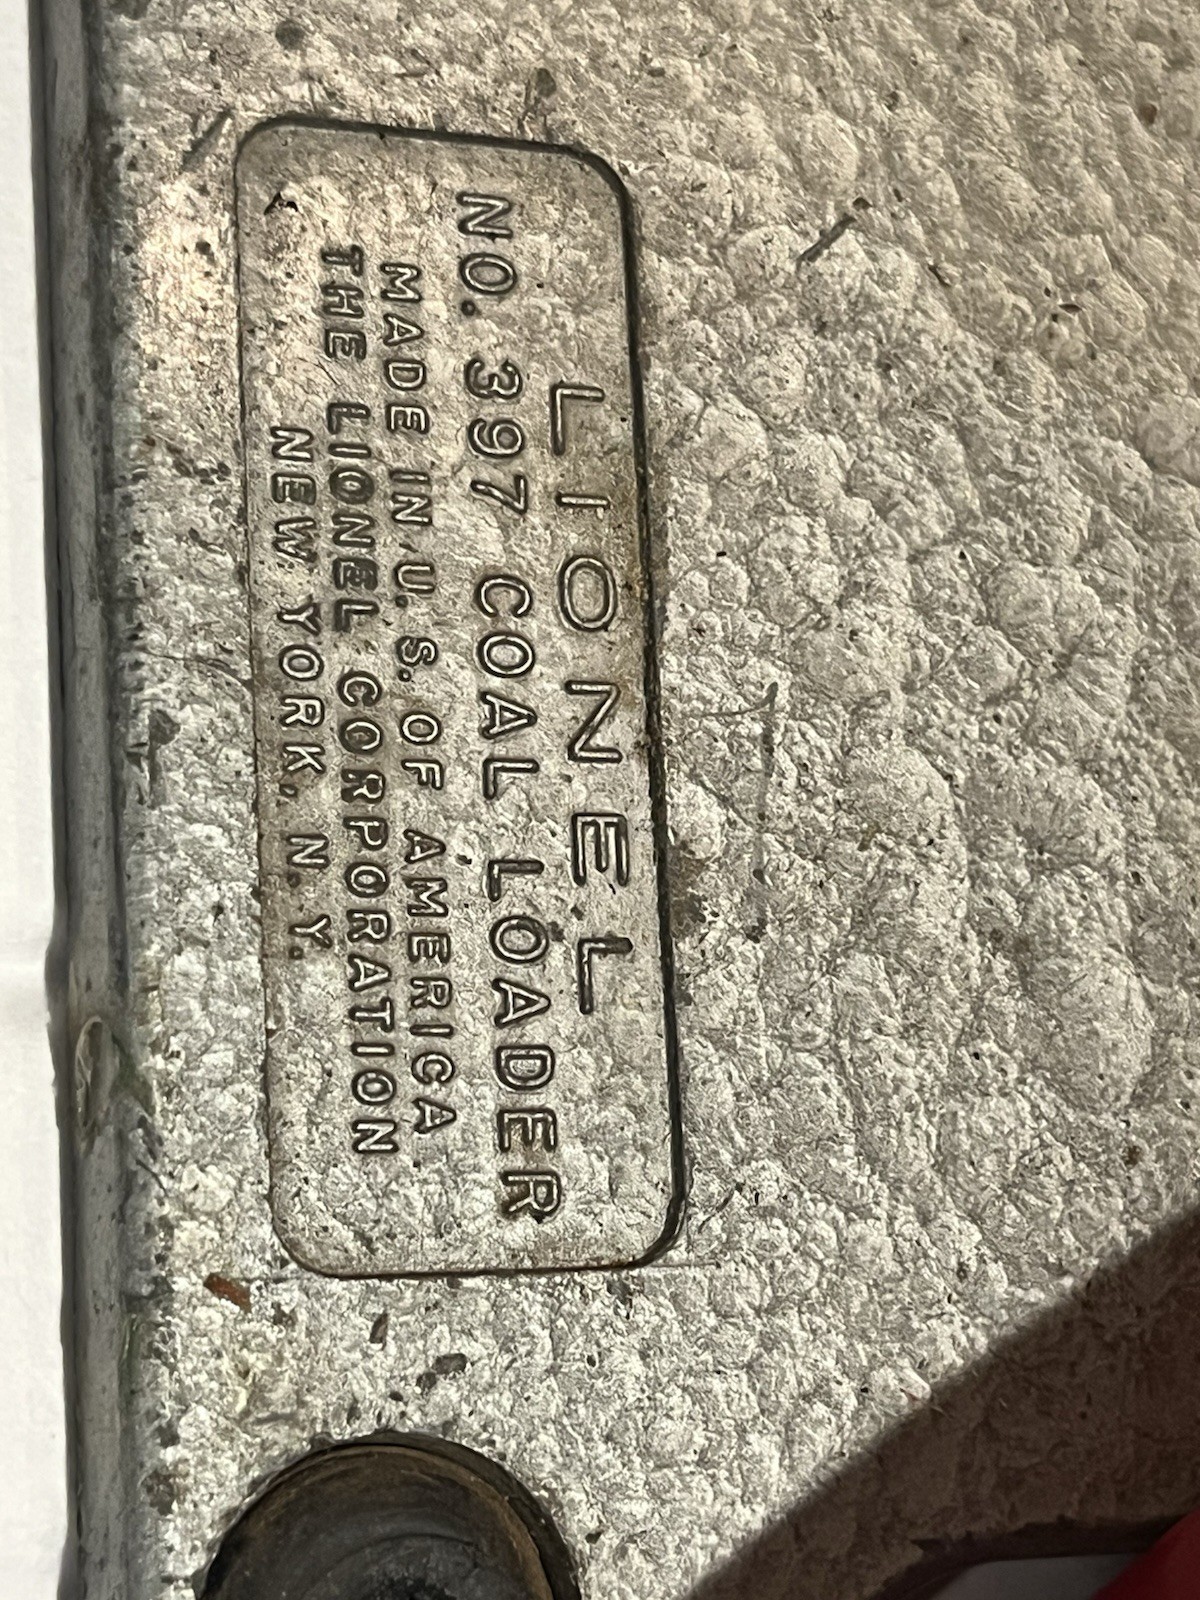 LIONEL
NO. 397 COAL LOADER
MADE IN U.S. OF AMERICA
THE LIONEL CORPORATION
NEW YORK, N.Y.